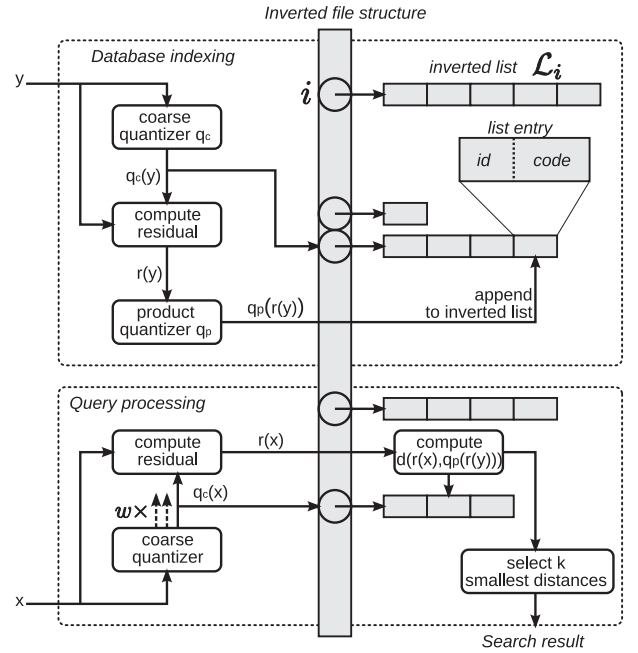 Inverted file structure
Database indexing
y
i
inverted list 𝓛i
coarse
quantizer qc
list entry
id
code
qc(y)
compute
residual
r(y)
product
quantizer qp
qp(r(y))
append
to inverted list
Query processing
compute
residual
r(x)
compute
d(r(x),qp(r(y)))
w×
qc(x)
coarse
quantizer
select k
smallest distances
x
Search result